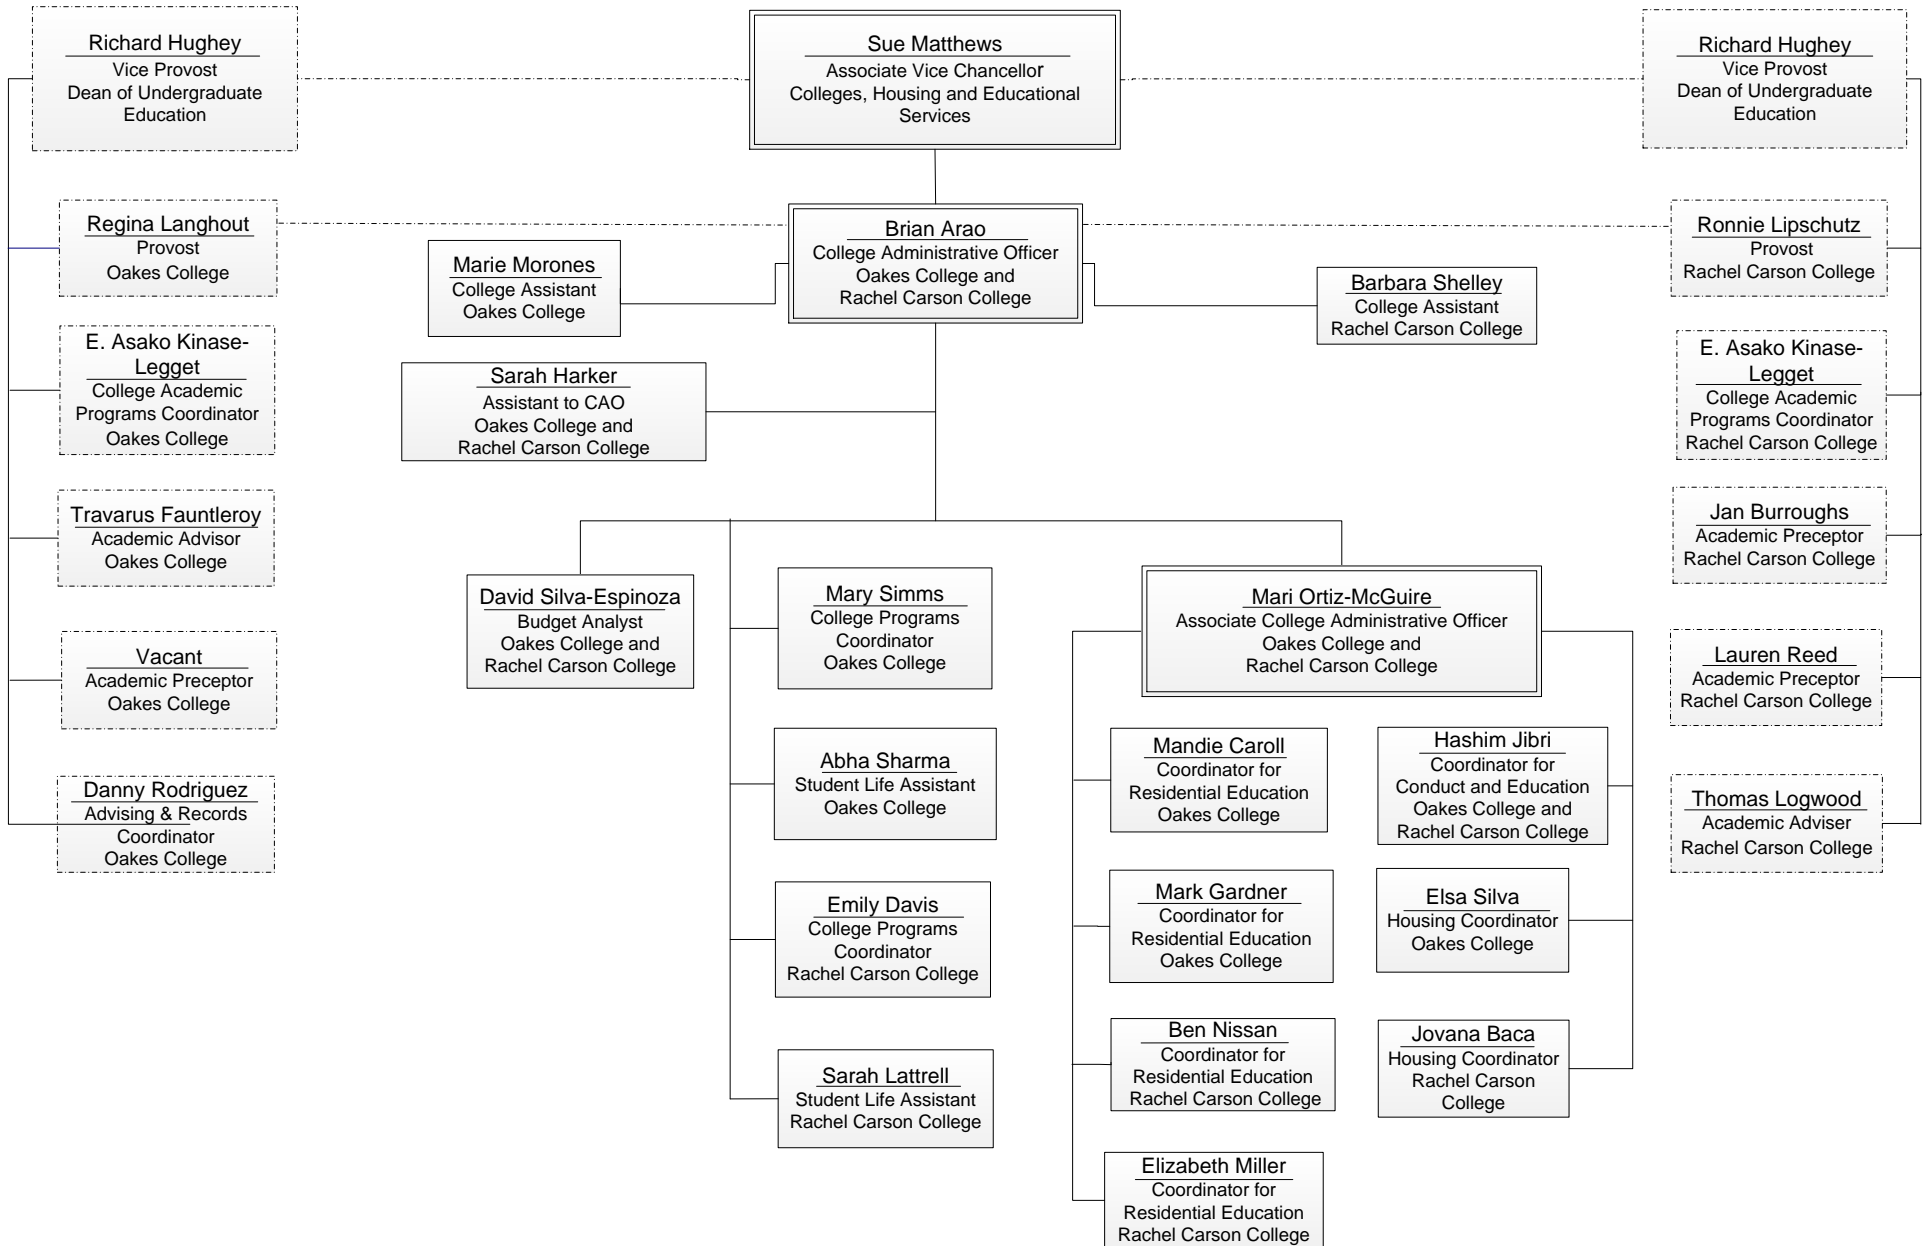 Richard Hughey
Vice Provost
Dean of Undergraduate
Education
Sue Matthews
Associate Vice Chancellor
Colleges, Housing and Educational
Services
Richard Hughey
Vice Provost
Dean of Undergraduate
Education
Regina Langhout
Provost
Oakes College
Brian Arao
College Administrative Officer
Oakes College and
Rachel Carson College
Ronnie Lipschutz
Provost
Rachel Carson College
Marie Morones
College Assistant
Oakes College
Barbara Shelley
College Assistant
Rachel Carson College
E. Asako Kinase-
Legget
College Academic
Programs Coordinator
Oakes College
Sarah Harker
Assistant to CAO
Oakes College and
Rachel Carson College
E. Asako Kinase-
Legget
College Academic
Programs Coordinator
Rachel Carson College
Travarus Fauntleroy
Academic Advisor
Oakes College
Jan Burroughs
Academic Preceptor
Rachel Carson College
David Silva-Espinoza
Budget Analyst
Oakes College and
Rachel Carson College
Mary Simms
College Programs
Coordinator
Oakes College
Mari Ortiz-McGuire
Associate College Administrative Officer
Oakes College and
Rachel Carson College
Vacant
Academic Preceptor
Oakes College
Lauren Reed
Academic Preceptor
Rachel Carson College
Abha Sharma
Student Life Assistant
Oakes College
Mandie Caroll
Coordinator for
Residential Education
Oakes College
Hashim Jibri
Coordinator for
Conduct and Education
Oakes College and
Rachel Carson College
Danny Rodriguez
Advising & Records
Coordinator
Oakes College
Thomas Logwood
Academic Adviser
Rachel Carson College
Emily Davis
College Programs
Coordinator
Rachel Carson College
Mark Gardner
Coordinator for
Residential Education
Oakes College
Elsa Silva
Housing Coordinator
Oakes College
Sarah Lattrell
Student Life Assistant
Rachel Carson College
Ben Nissan
Coordinator for
Residential Education
Rachel Carson College
Jovana Baca
Housing Coordinator
Rachel Carson
College
Elizabeth Miller
Coordinator for
Residential Education
Rachel Carson College